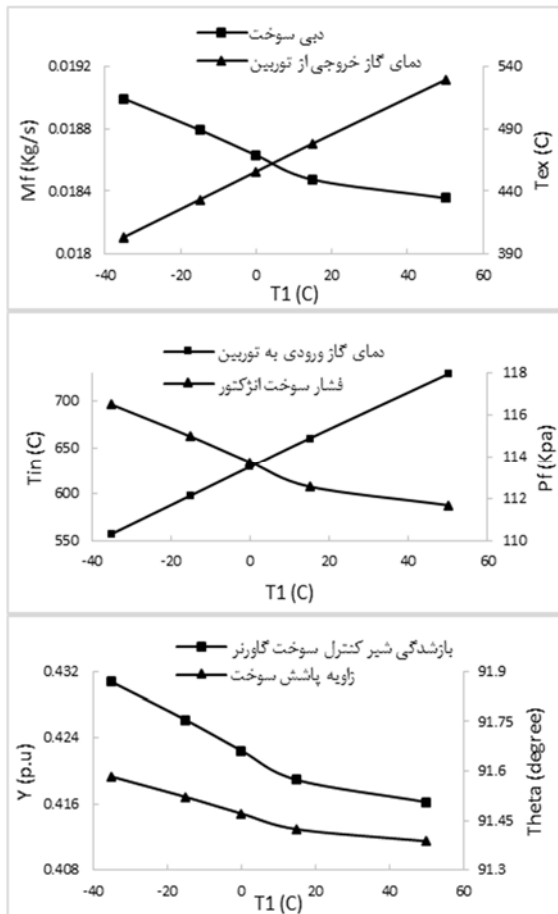 دبی سوخت
دمای گاز خروجی از توربین
0.0192
0.0188
0.0184
0.018
Mf (Kg/s)
540
490
440
390
Tex (C)
-40 -20 0 20 40 60
T1 (C)
دمای گاز ورودی به توربین
فشار سوخت انژکتور
700
650
600
550
Tin (C)
118
116
114
112
110
Pf (Kpa)
-40 -20 0 20 40 60
T1 (C)
بازشدگی شیر کنترل سوخت گاورنر
زاویه پاشش سوخت
0.432
0.424
0.416
0.408
Y (p.u)
91.9
91.75
91.6
91.45
91.3
Theta (degree)
-40 -20 0 20 40 60
T1 (C)